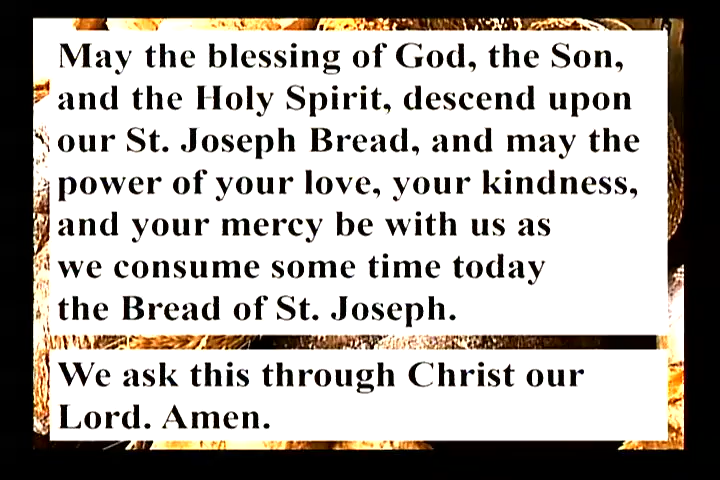 May the blessing of God, the Son,
and the Holy Spirit, descend upon
our St. Joseph Bread, and may the
power of your love, your kindness,
and your mercy be with us as
we consume some time today
the Bread of St. Joseph.
We ask this through Christ our
Lord. Amen.